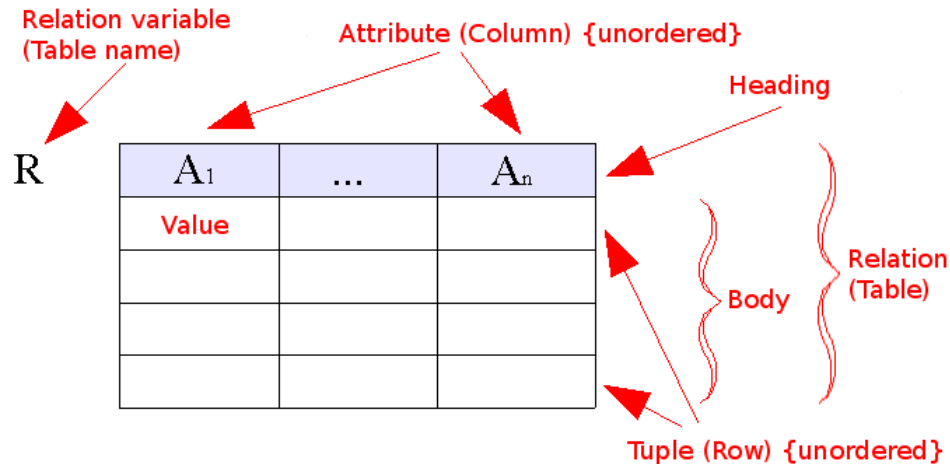 Relation variable
(Table name)
Attribute (Column) {unordered}
Heading
R
A1
...
An
Value
Body
Relation
(Table)
Tuple (Row) {unordered}